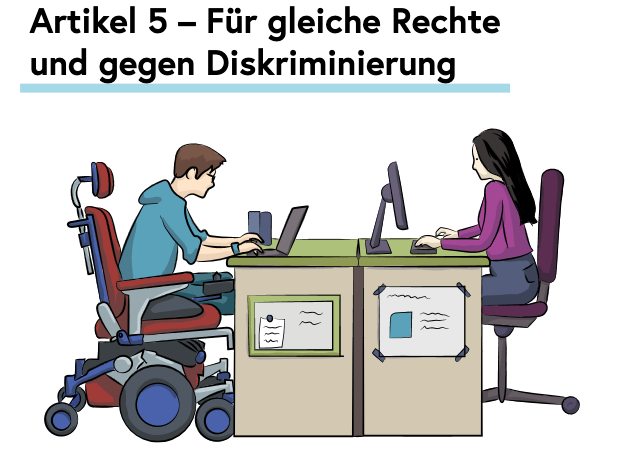 Artikel 5 – Für gleiche Rechte
und gegen Diskriminierung